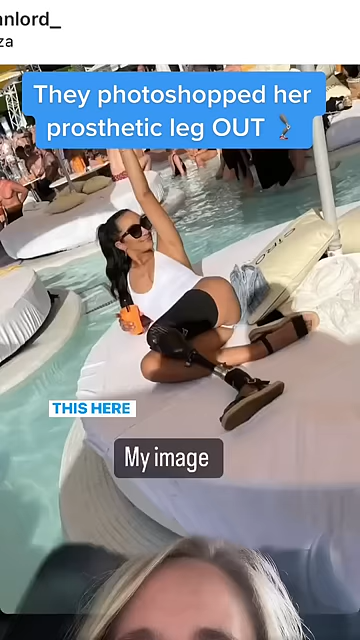 anlord_
za
They photoshopped her
prosthetic leg OUT 🦿
THIS HERE
My image